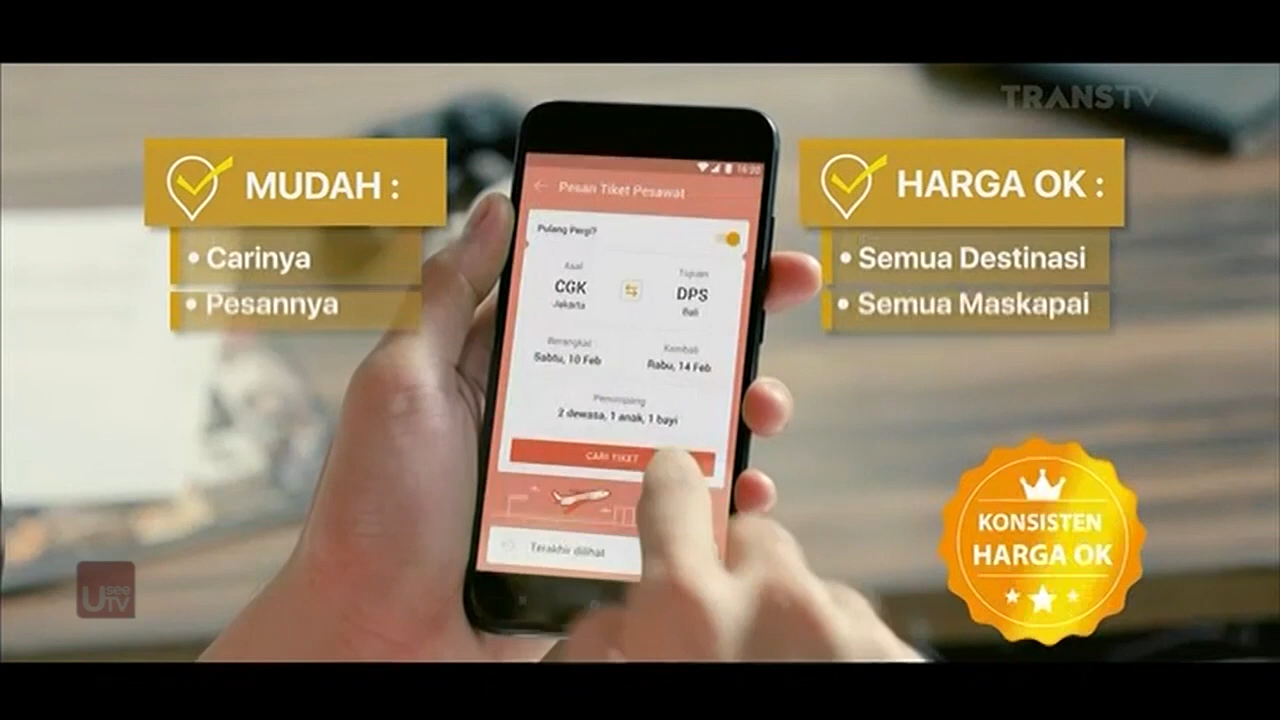 TRANSTV
MUDAH :
• Carinya
• Pesannya
HARGA OK :
• Semua Destinasi
• Semua Maskapai
16:20
Pesan Tiket Pesawat
Pulang Pergi?
Asal
Tujuan
CGK
DPS
Jakarta
Bali
Berangkat
Kembali
Sabtu, 10 Feb
Rabu, 14 Feb
Penumpang
2 dewasa, 1 anak, 1 bayi
CARI TIKET
Terakhir dilihat
KONSISTEN
HARGA OK
UseeTV